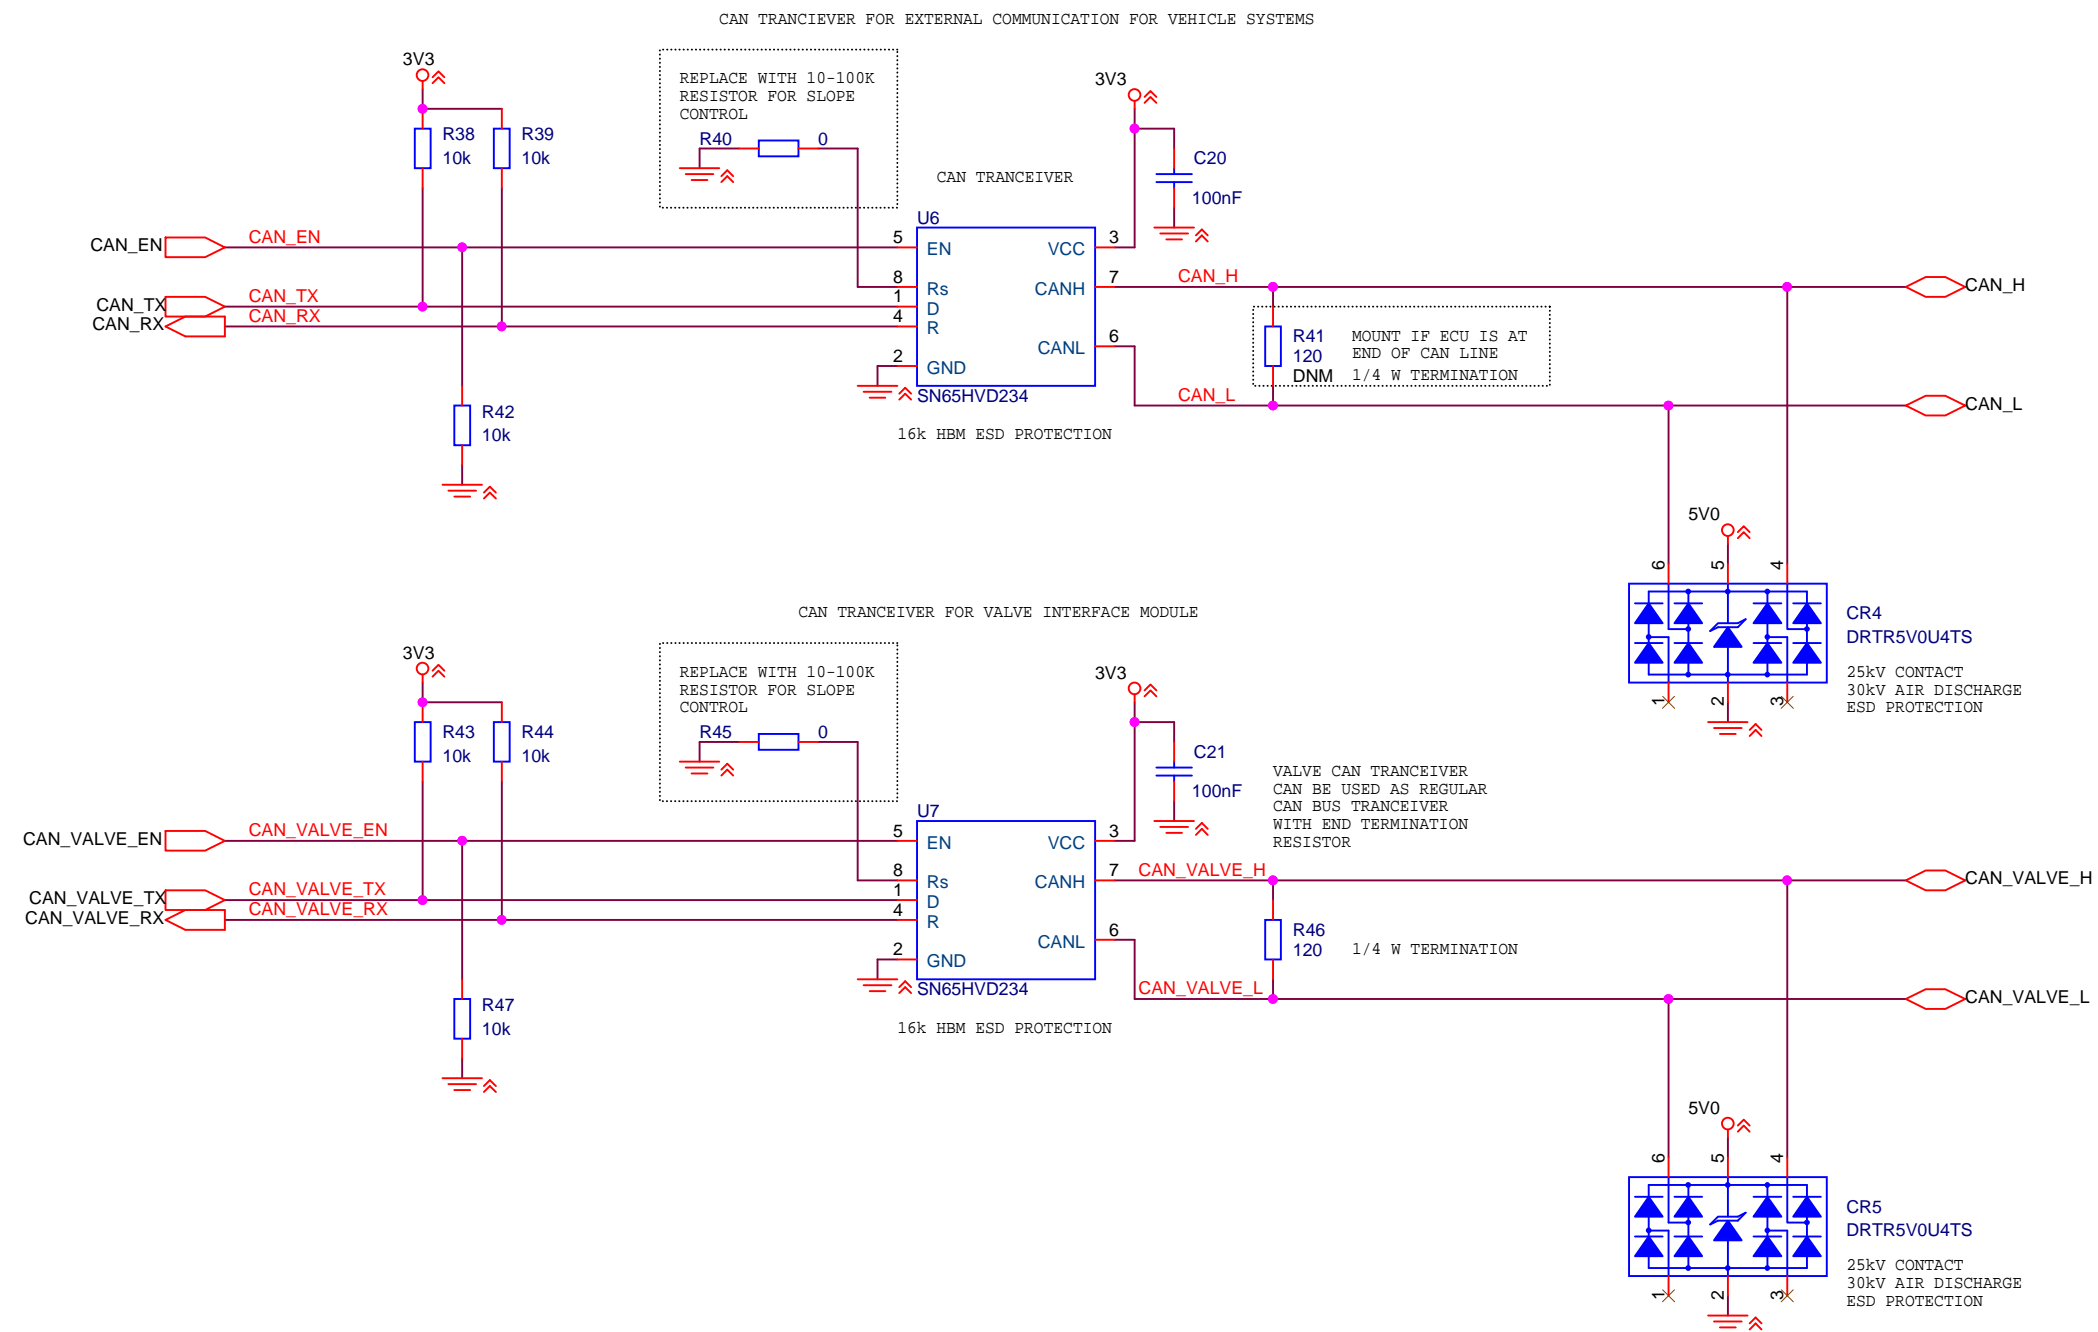 CAN TRANCIEVER FOR EXTERNAL COMMUNICATION FOR VEHICLE SYSTEMS
3V3
REPLACE WITH 10-100K
RESISTOR FOR SLOPE
CONTROL
R40 0
3V3
R38
10k
R39
10k
C20
100nF
CAN TRANCEIVER
U6
CAN_EN CAN_EN 5 EN VCC 3
8 Rs CANH 7 CAN_H CAN_H
CAN_TX CAN_TX 1 D
CAN_RX CAN_RX 4 R
CANL 6
2 GND
SN65HVD234
R41
120
DNM
MOUNT IF ECU IS AT
END OF CAN LINE
1/4 W TERMINATION
CAN_L CAN_L
R42
10k
16k HBM ESD PROTECTION
5V0
6 5 4
1 2 3
CR4
DRTR5V0U4TS
25kV CONTACT
30kV AIR DISCHARGE
ESD PROTECTION
CAN TRANCEIVER FOR VALVE INTERFACE MODULE
3V3
REPLACE WITH 10-100K
RESISTOR FOR SLOPE
CONTROL
R45 0
3V3
R43
10k
R44
10k
C21
100nF
VALVE CAN TRANCEIVER
CAN BE USED AS REGULAR
CAN BUS TRANCEIVER
WITH END TERMINATION
RESISTOR
U7
CAN_VALVE_EN CAN_VALVE_EN 5 EN VCC 3
8 Rs CANH 7 CAN_VALVE_H CAN_VALVE_H
CAN_VALVE_TX CAN_VALVE_TX 1 D
CAN_VALVE_RX CAN_VALVE_RX 4 R
CANL 6
2 GND
SN65HVD234
R46
120
1/4 W TERMINATION
CAN_VALVE_L CAN_VALVE_L
R47
10k
16k HBM ESD PROTECTION
5V0
6 5 4
1 2 3
CR5
DRTR5V0U4TS
25kV CONTACT
30kV AIR DISCHARGE
ESD PROTECTION